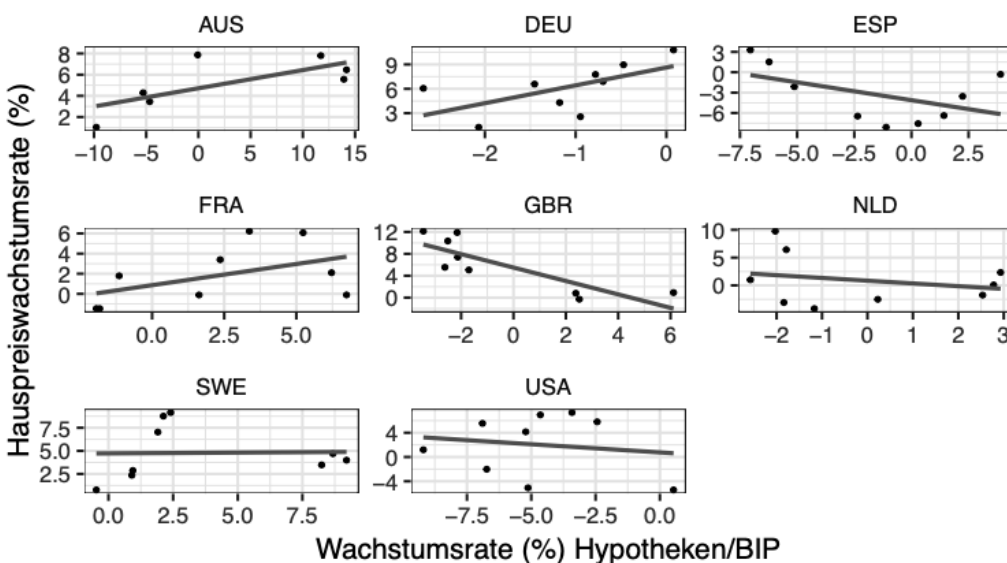 AUS DEU ESP
8 9 3
6 6 0
4 3 −3
2 −6
−10 −5 0 5 10 15 −2 −1 0 −7.5 −5.0 −2.5 0.0 2.5
FRA GBR NLD
6 12 10
4 8 5
2 4 0
0 0
0.0 2.5 5.0 −2 0 2 4 6 −2 −1 0 1 2 3
SWE USA
7.5 4
5.0 0
2.5 −4
0.0 2.5 5.0 7.5 −7.5 −5.0 −2.5 0.0
Hauspreiswachstumsrate (%)
Wachstumsrate (%) Hypotheken/BIP